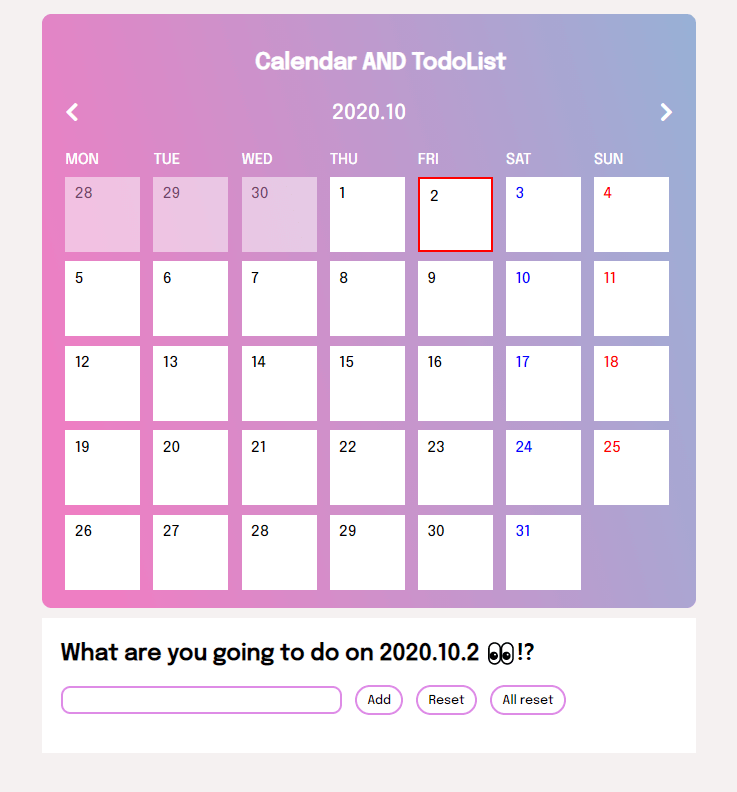 Calendar AND TodoList
2020.10
MON TUE WED THU FRI SAT SUN
28 29 30 1 2 3 4
5 6 7 8 9 10 11
12 13 14 15 16 17 18
19 20 21 22 23 24 25
26 27 28 29 30 31
What are you going to do on 2020.10.2 👀!?
Add Reset All reset